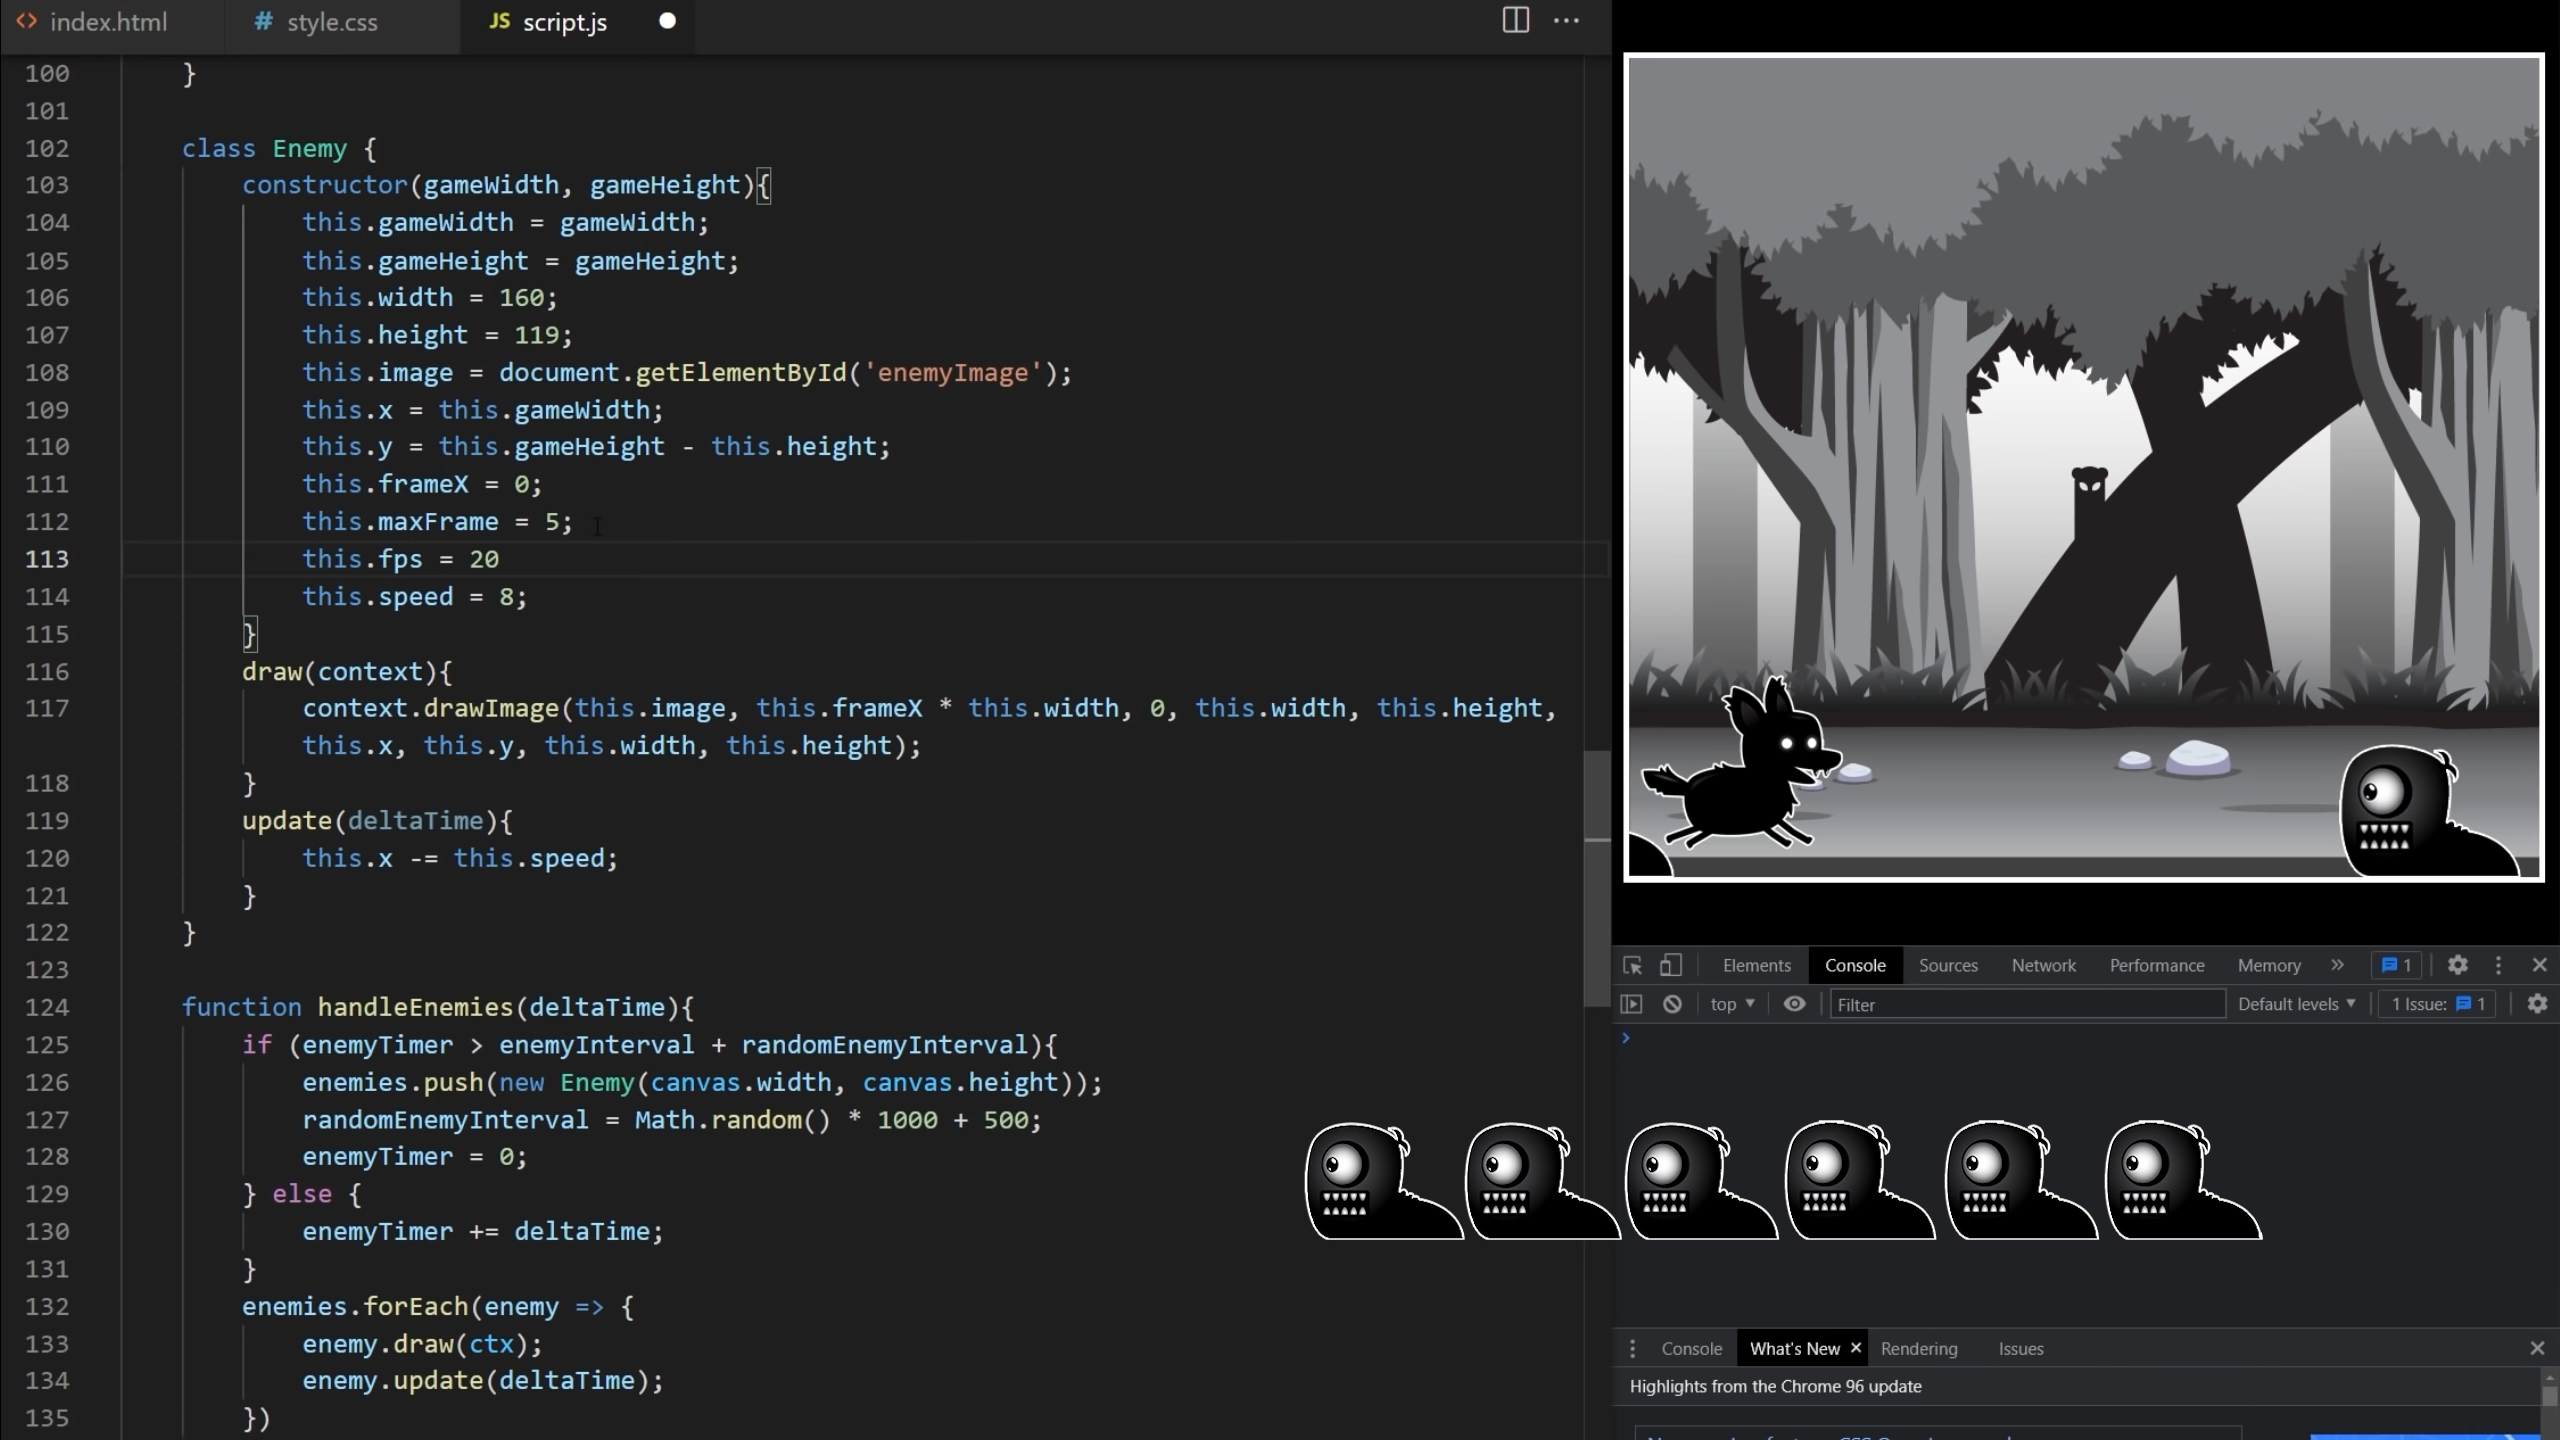 index.html
style.css
JS script.js
100 }
101
102 class Enemy {
103 constructor(gameWidth, gameHeight){
104 this.gameWidth = gameWidth;
105 this.gameHeight = gameHeight;
106 this.width = 160;
107 this.height = 119;
108 this.image = document.getElementById('enemyImage');
109 this.x = this.gameWidth;
110 this.y = this.gameHeight - this.height;
111 this.frameX = 0;
112 this.maxFrame = 5;
113 this.fps = 20
114 this.speed = 8;
115 }
116 draw(context){
117 context.drawImage(this.image, this.frameX * this.width, 0, this.width, this.height,
this.x, this.y, this.width, this.height);
118 }
119 update(deltaTime){
120 this.x -= this.speed;
121 }
122 }
123
124 function handleEnemies(deltaTime){
125 if (enemyTimer > enemyInterval + randomEnemyInterval){
126 enemies.push(new Enemy(canvas.width, canvas.height));
127 randomEnemyInterval = Math.random() * 1000 + 500;
128 enemyTimer = 0;
129 } else {
130 enemyTimer += deltaTime;
131 }
132 enemies.forEach(enemy => {
133 enemy.draw(ctx);
134 enemy.update(deltaTime);
135 })
Elements Console Sources Network Performance Memory » 1
top Filter Default levels 1 Issue: 1
Console What's New Rendering Issues
Highlights from the Chrome 96 update